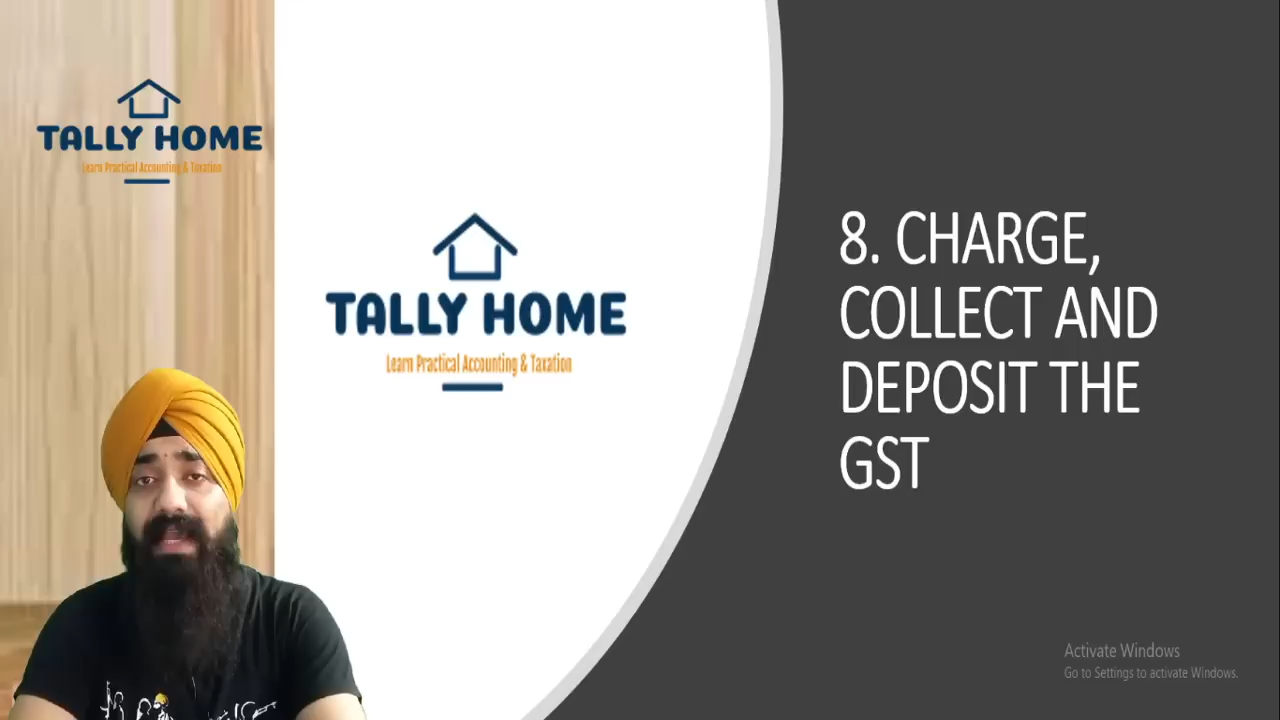 TALLY HOME
Learn Practical Accounting & Taxation
TALLY HOME
Learn Practical Accounting & Taxation
8. CHARGE,
COLLECT AND
DEPOSIT THE
GST
Activate Windows
Go to Settings to activate Windows.